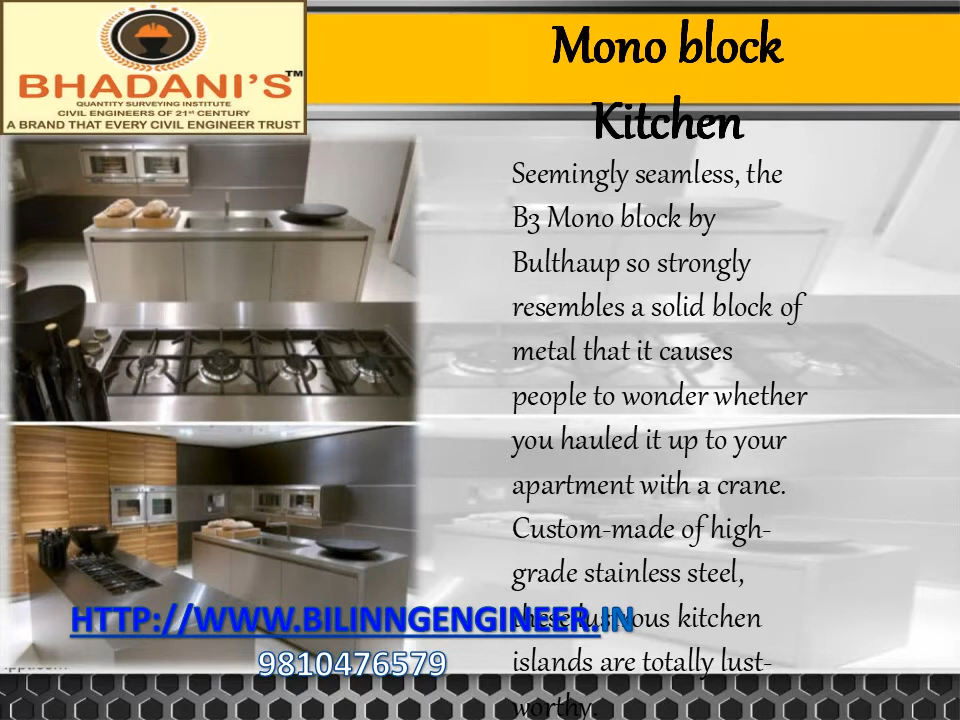 BHADANI'S™
QUANTITY SURVEYING INSTITUTE
CIVIL ENGINEERS OF 21st CENTURY
A BRAND THAT EVERY CIVIL ENGINEER TRUST
Mono block
Kitchen
Seemingly seamless, the
B3 Mono block by
Bulthaup so strongly
resembles a solid block of
metal that it causes
people to wonder whether
you hauled it up to your
apartment with a crane.
Custom-made of high-
grade stainless steel,
these kitchen
islands are totally lust-
worthy.
HTTP://WWW.BILINNGENGINEER.IN
9810476579